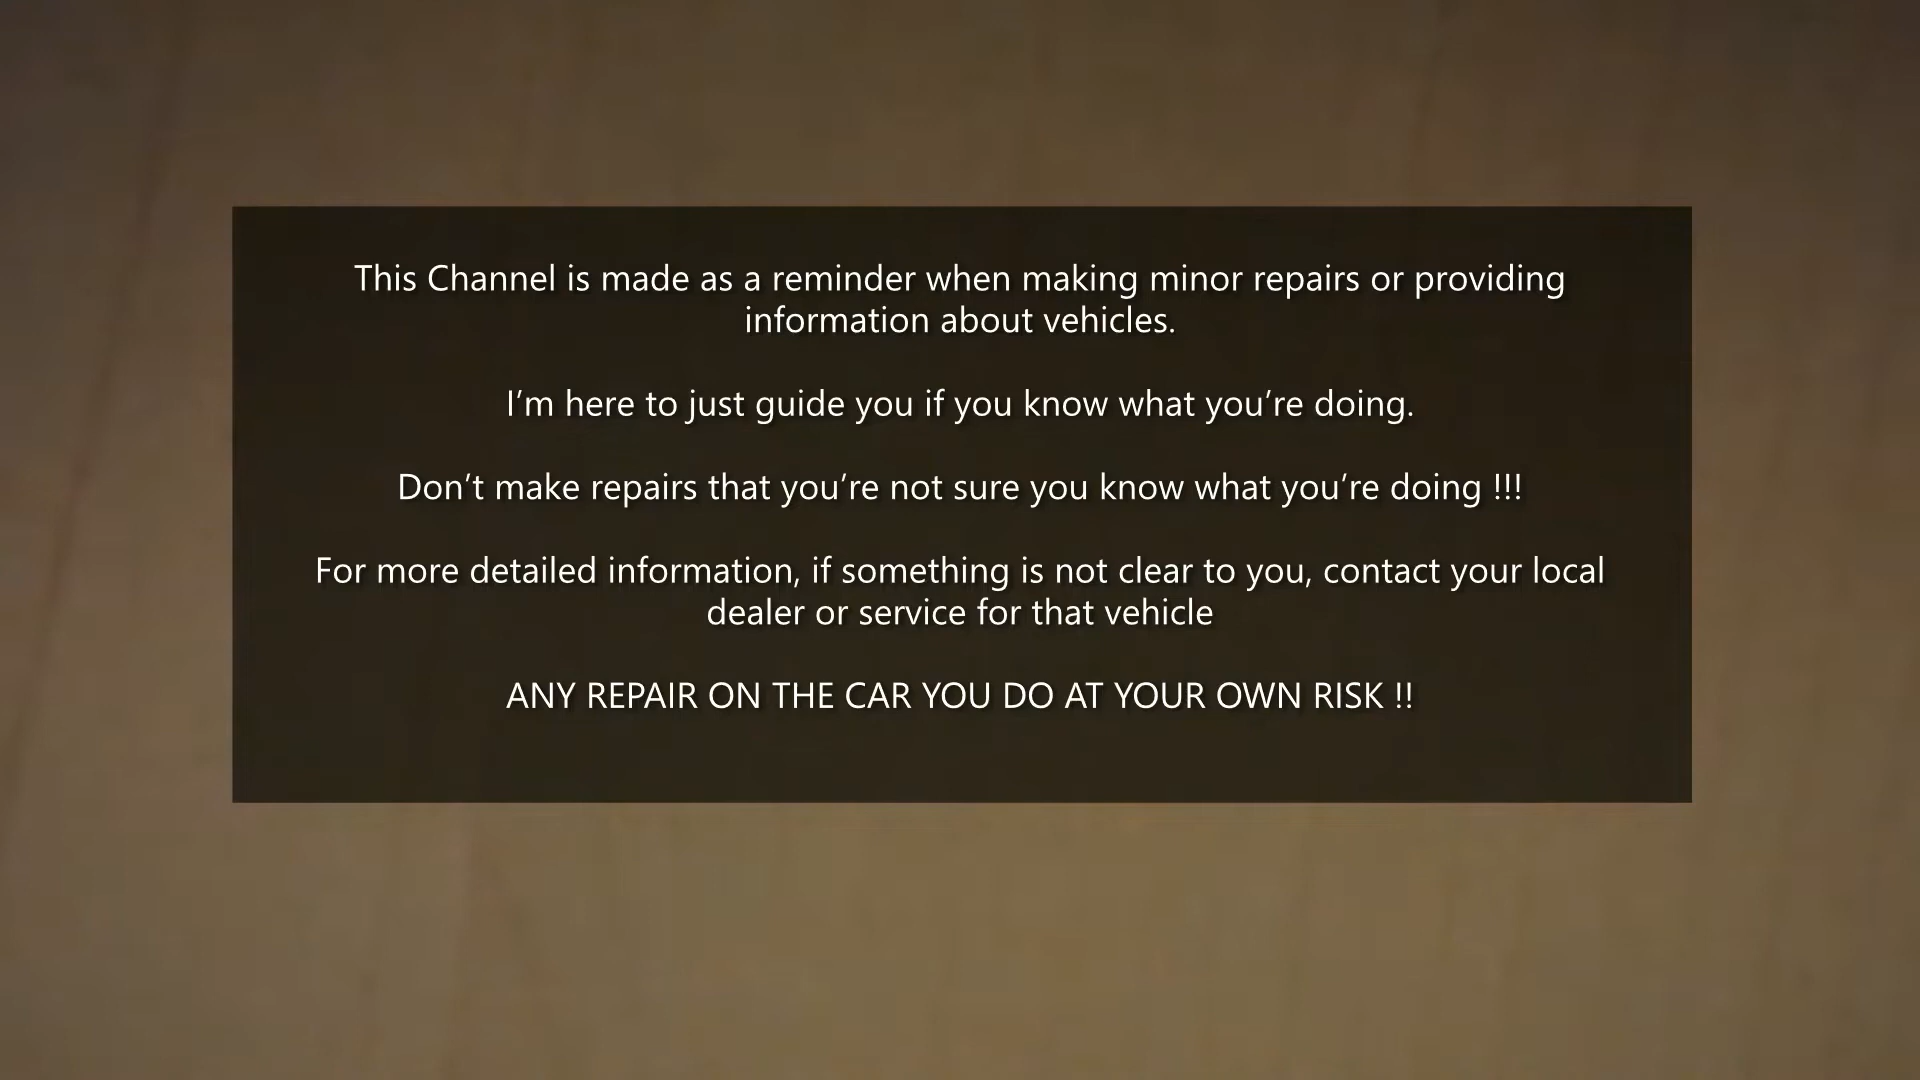 This Channel is made as a reminder when making minor repairs or providing
information about vehicles.
I’m here to just guide you if you know what you’re doing.
Don’t make repairs that you’re not sure you know what you’re doing !!!
For more detailed information, if something is not clear to you, contact your local
dealer or service for that vehicle
ANY REPAIR ON THE CAR YOU DO AT YOUR OWN RISK !!